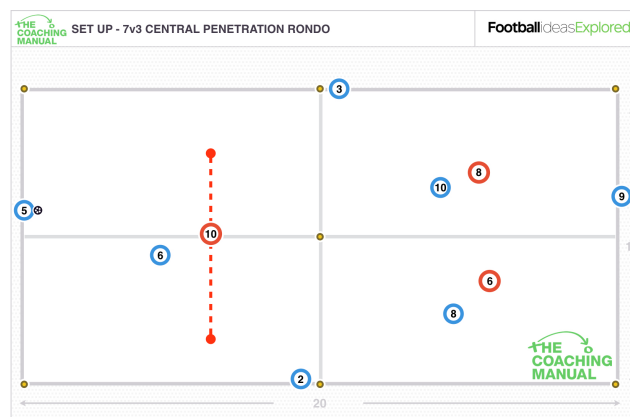 THE
COACHING
MANUAL
SET UP - 7v3 CENTRAL PENETRATION RONDO
FootballideasExplored
3
8
10
9
5
10
6
6
8
2
THE
COACHING
MANUAL
20